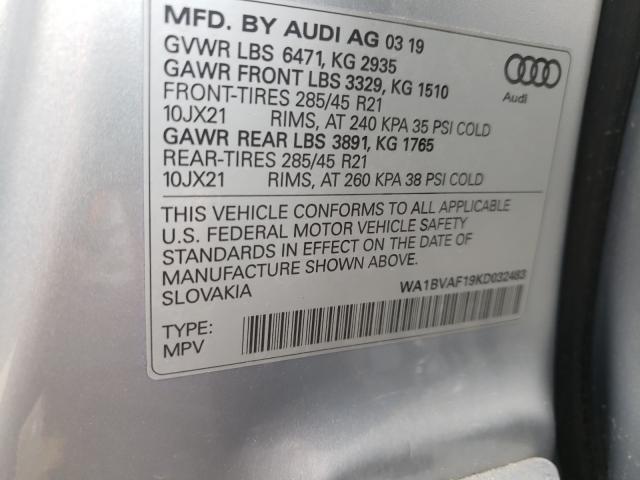 MFD. BY AUDI AG 03 19
GVWR LBS 6471, KG 2935
GAWR FRONT LBS 3329, KG 1510
FRONT-TIRES 285/45 R21
10JX21 RIMS, AT 240 KPA 35 PSI COLD
GAWR REAR LBS 3891, KG 1765
REAR-TIRES 285/45 R21
10JX21 RIMS, AT 260 KPA 38 PSI COLD
Audi
THIS VEHICLE CONFORMS TO ALL APPLICABLE
U.S. FEDERAL MOTOR VEHICLE SAFETY
STANDARDS IN EFFECT ON THE DATE OF
MANUFACTURE SHOWN ABOVE.
SLOVAKIA
WA1BVAF19KD032483
TYPE:
MPV